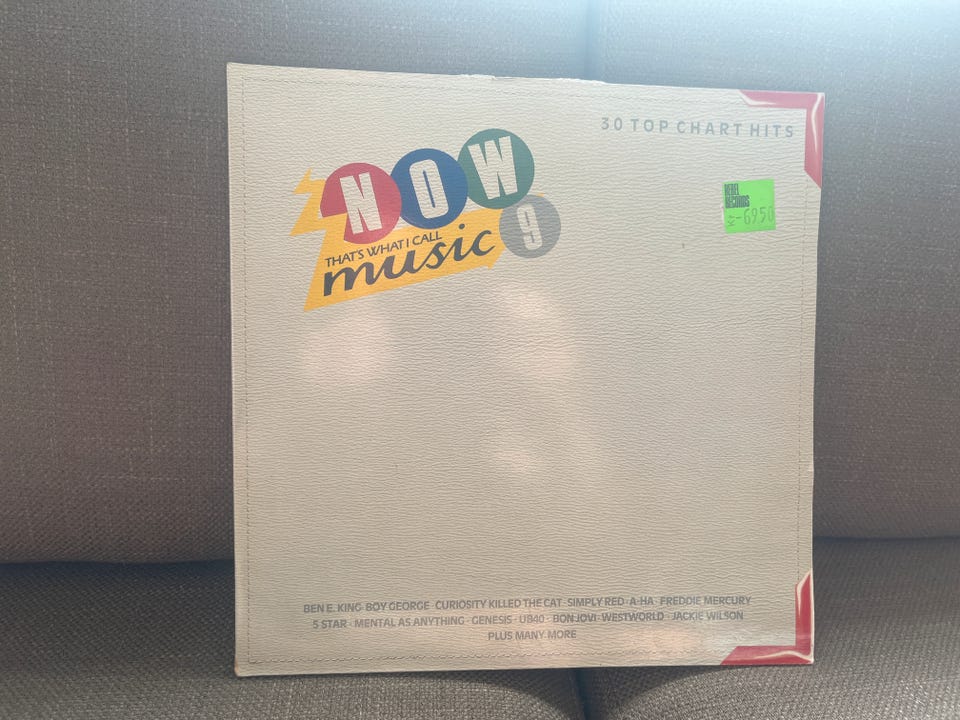 30 TOP CHART HITS
NOW
9
THAT'S WHAT I CALL
music
REBEL
RECORDS
6950
BEN E. KING · BOY GEORGE · CURIOSITY KILLED THE CAT · SIMPLY RED · A-HA · FREDDIE MERCURY
5 STAR · MENTAL AS ANYTHING · GENESIS · UB40 · BON JOVI · WESTWORLD · JACKIE WILSON
PLUS MANY MORE